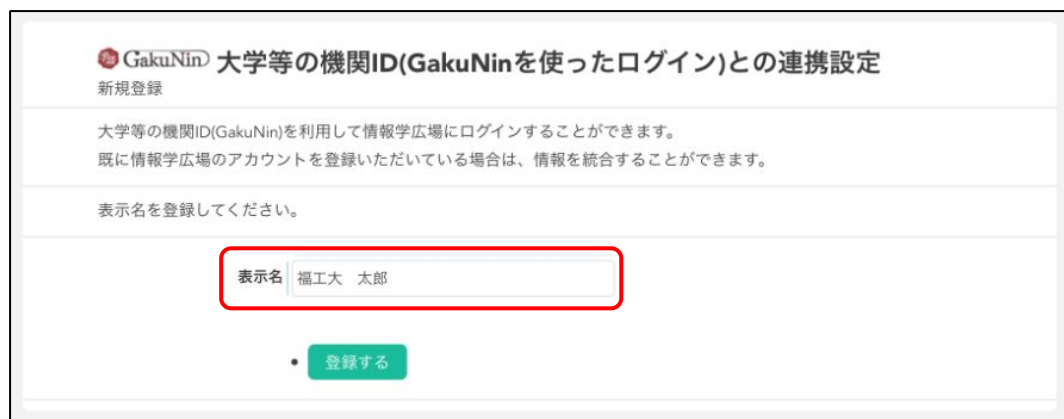 GakuNin 大学等の機関ID(GakuNinを使ったログイン)との連携設定
新規登録
大学等の機関ID(GakuNin)を利用して情報学広場にログインすることができます。
既に情報学広場のアカウントを登録いただいている場合は、情報を統合することができます。
表示名を登録してください。
表示名 福工大　太郎
登録する